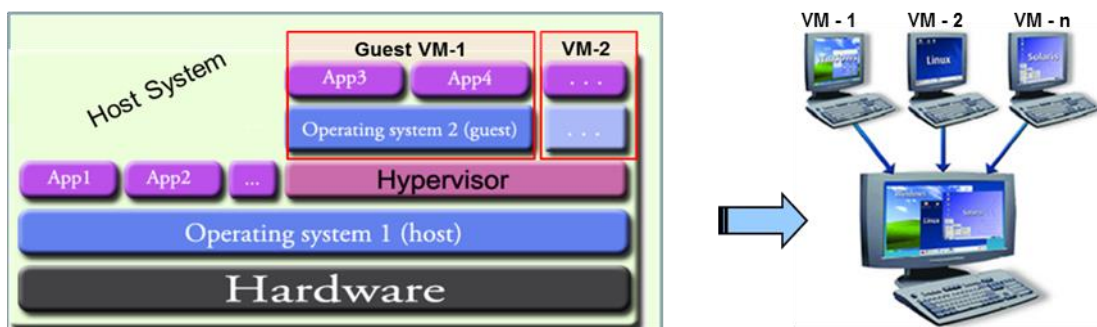 Host System
Guest VM-1
VM-2
App3
App4
. . .
Operating system 2 (guest)
. . .
App1
App2
...
Hypervisor
Operating system 1 (host)
Hardware
VM - 1
VM - 2
VM - n
Linux
Solaris
Linux
Solaris